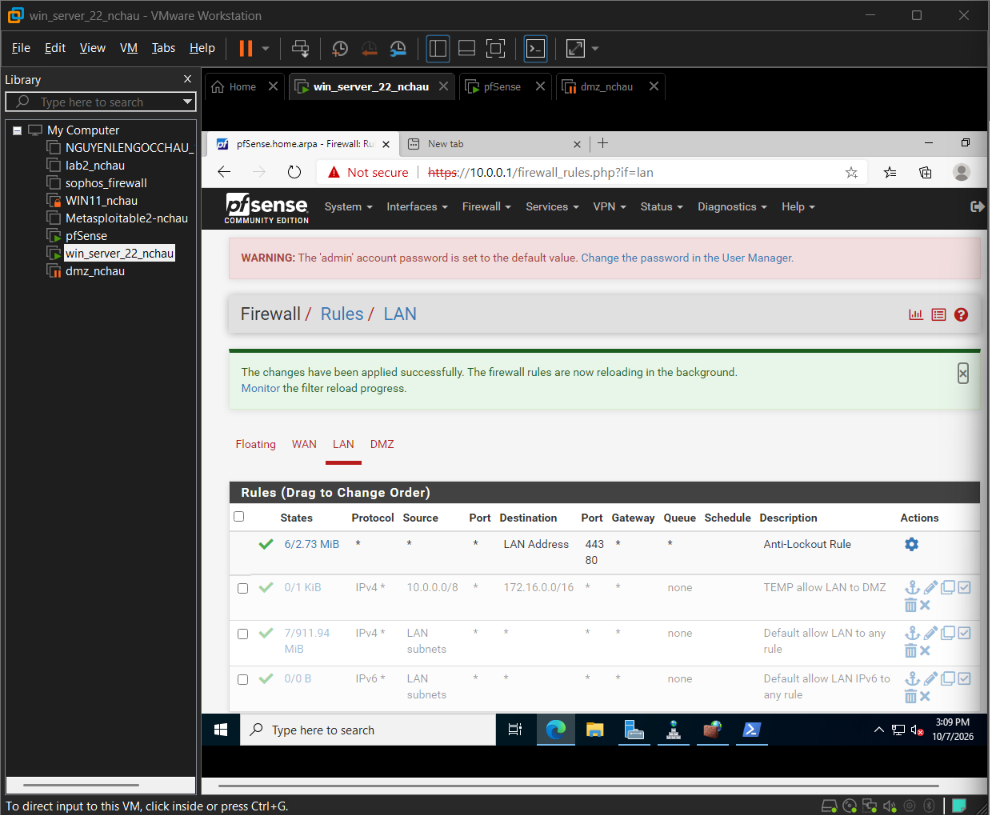 win_server_22_nchau - VMware Workstation
File Edit View VM Tabs Help
Library
Type here to search
My Computer
NGUYENLENGOCCHAU_
lab2_nchau
sophos_firewall
WIN11_nchau
Metasploitable2-nchau
pfSense
win_server_22_nchau
dmz_nchau
Home win_server_22_nchau pfSense dmz_nchau
pfSense.home.arpa - Firewall: Ru New tab
Not secure https://10.0.0.1/firewall_rules.php?if=lan
pfsense COMMUNITY EDITION System Interfaces Firewall Services VPN Status Diagnostics Help
WARNING: The 'admin' account password is set to the default value. Change the password in the User Manager.
Firewall / Rules / LAN
The changes have been applied successfully. The firewall rules are now reloading in the background.
Monitor the filter reload progress.
Floating WAN LAN DMZ
Rules (Drag to Change Order)
States Protocol Source Port Destination Port Gateway Queue Schedule Description Actions
6/2.73 MiB * * * LAN Address 443 80 * * Anti-Lockout Rule
0/1 KiB IPv4 * 10.0.0.0/8 * 172.16.0.0/16 * * none TEMP allow LAN to DMZ
7/911.94 MiB IPv4 * LAN subnets * * * * none Default allow LAN to any rule
0/0 B IPv6 * LAN subnets * * * * none Default allow LAN IPv6 to any rule
Type here to search
3:09 PM
10/7/2026
To direct input to this VM, click inside or press Ctrl+G.